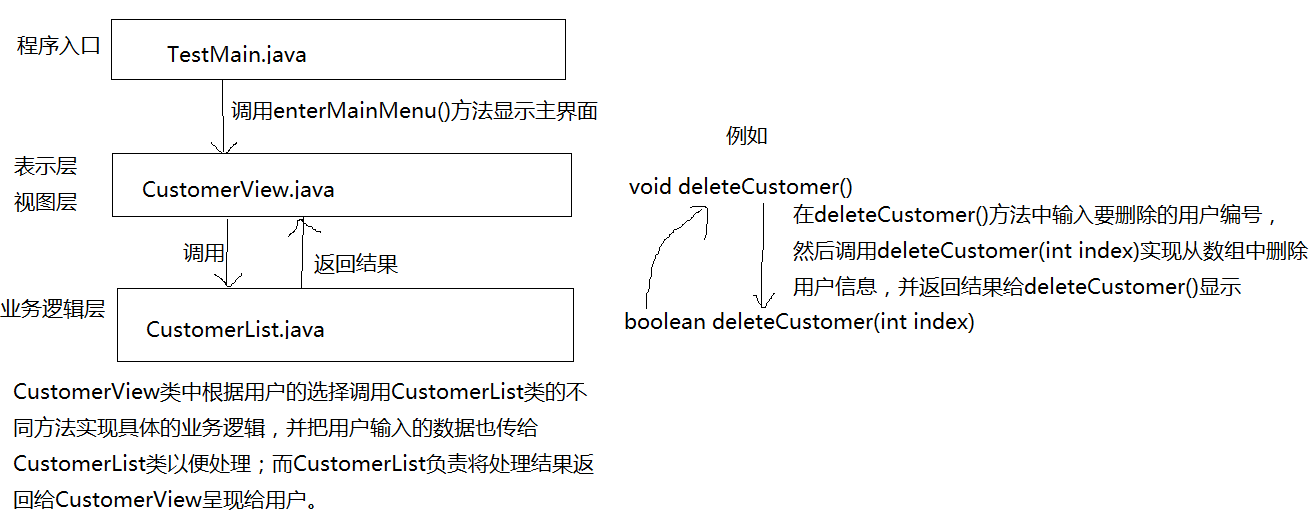 程序入口
TestMain.java
调用enterMainMenu()方法显示主界面
表示层
视图层
CustomerView.java
调用
返回结果
业务逻辑层
CustomerList.java
CustomerView类中根据用户的选择调用CustomerList类的不
同方法实现具体的业务逻辑，并把用户输入的数据也传给
CustomerList类以便处理；而CustomerList负责将处理结果返
回给CustomerView呈现给用户。
例如
void deleteCustomer()
在deleteCustomer()方法中输入要删除的用户编号，
然后调用deleteCustomer(int index)实现从数组中删除
用户信息，并返回结果给deleteCustomer()显示
boolean deleteCustomer(int index)